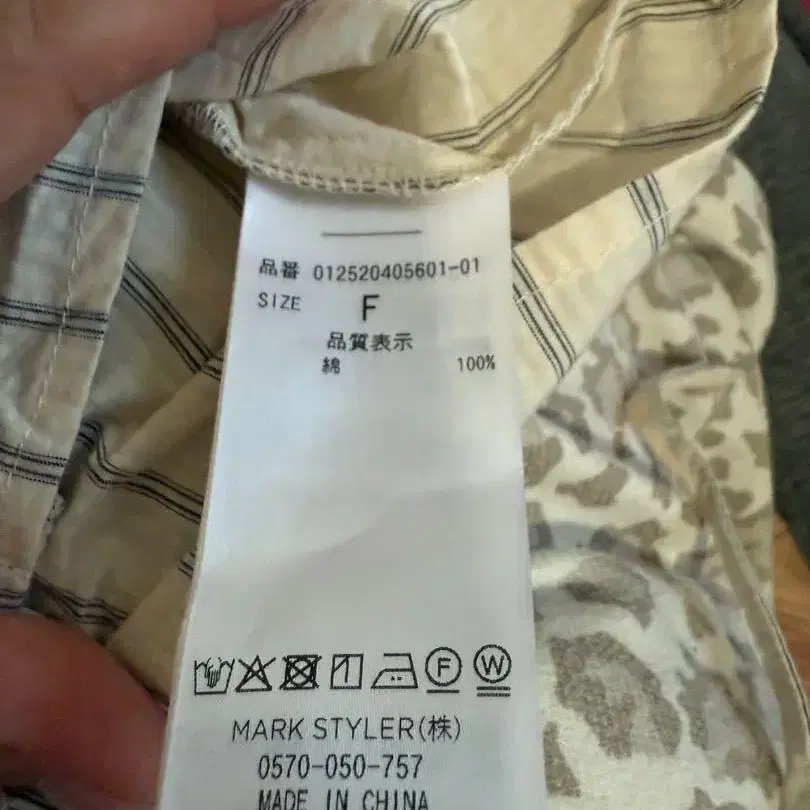 品番 012520405601-01
SIZE F
品質表示
綿 100%
F W
MARK STYLER(株)
0570-050-757
MADE IN CHINA